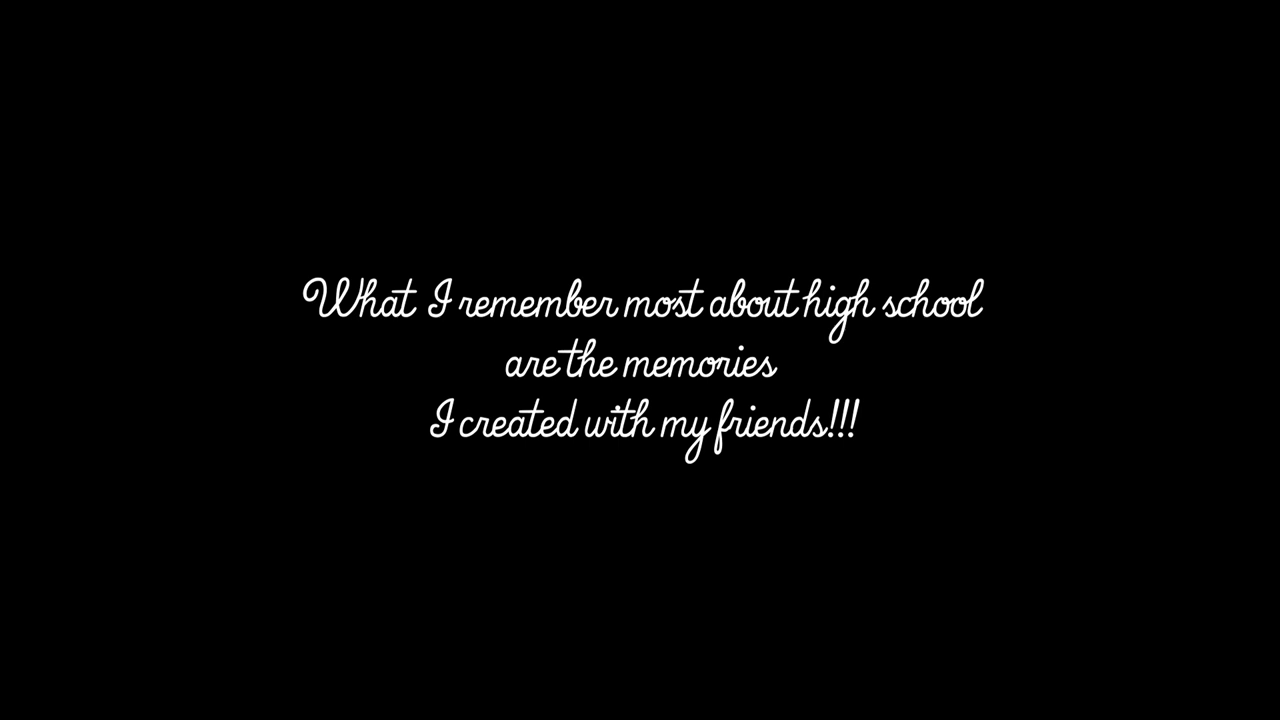 What I remember most about high school
are the memories
I created with my friends!!!